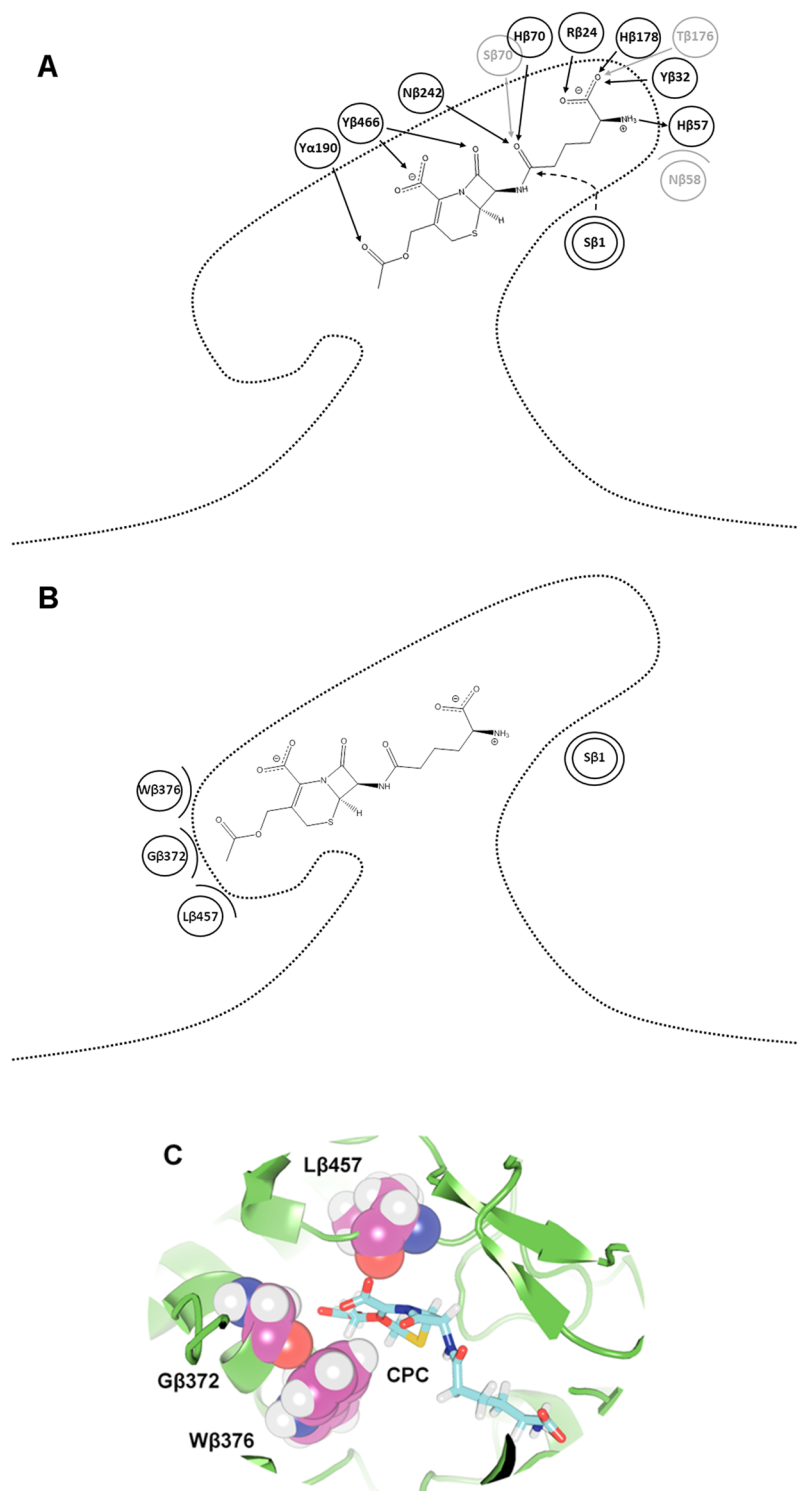 A
Sβ70
Hβ70
Rβ24
Hβ178
Tβ176
Yβ32
Nβ242
Yβ466
Yα190
Hβ57
Nβ58
Sβ1
O
O
⊖
O
O
O
O
⊖
O
NH₃
⊕
N
NH
H
S
O
O
B
Wβ376
Gβ372
Lβ457
Sβ1
O
O
⊖
O
O
O
O
⊖
O
NH₃
⊕
N
NH
H
S
O
O
C
Lβ457
Gβ372
CPC
Wβ376